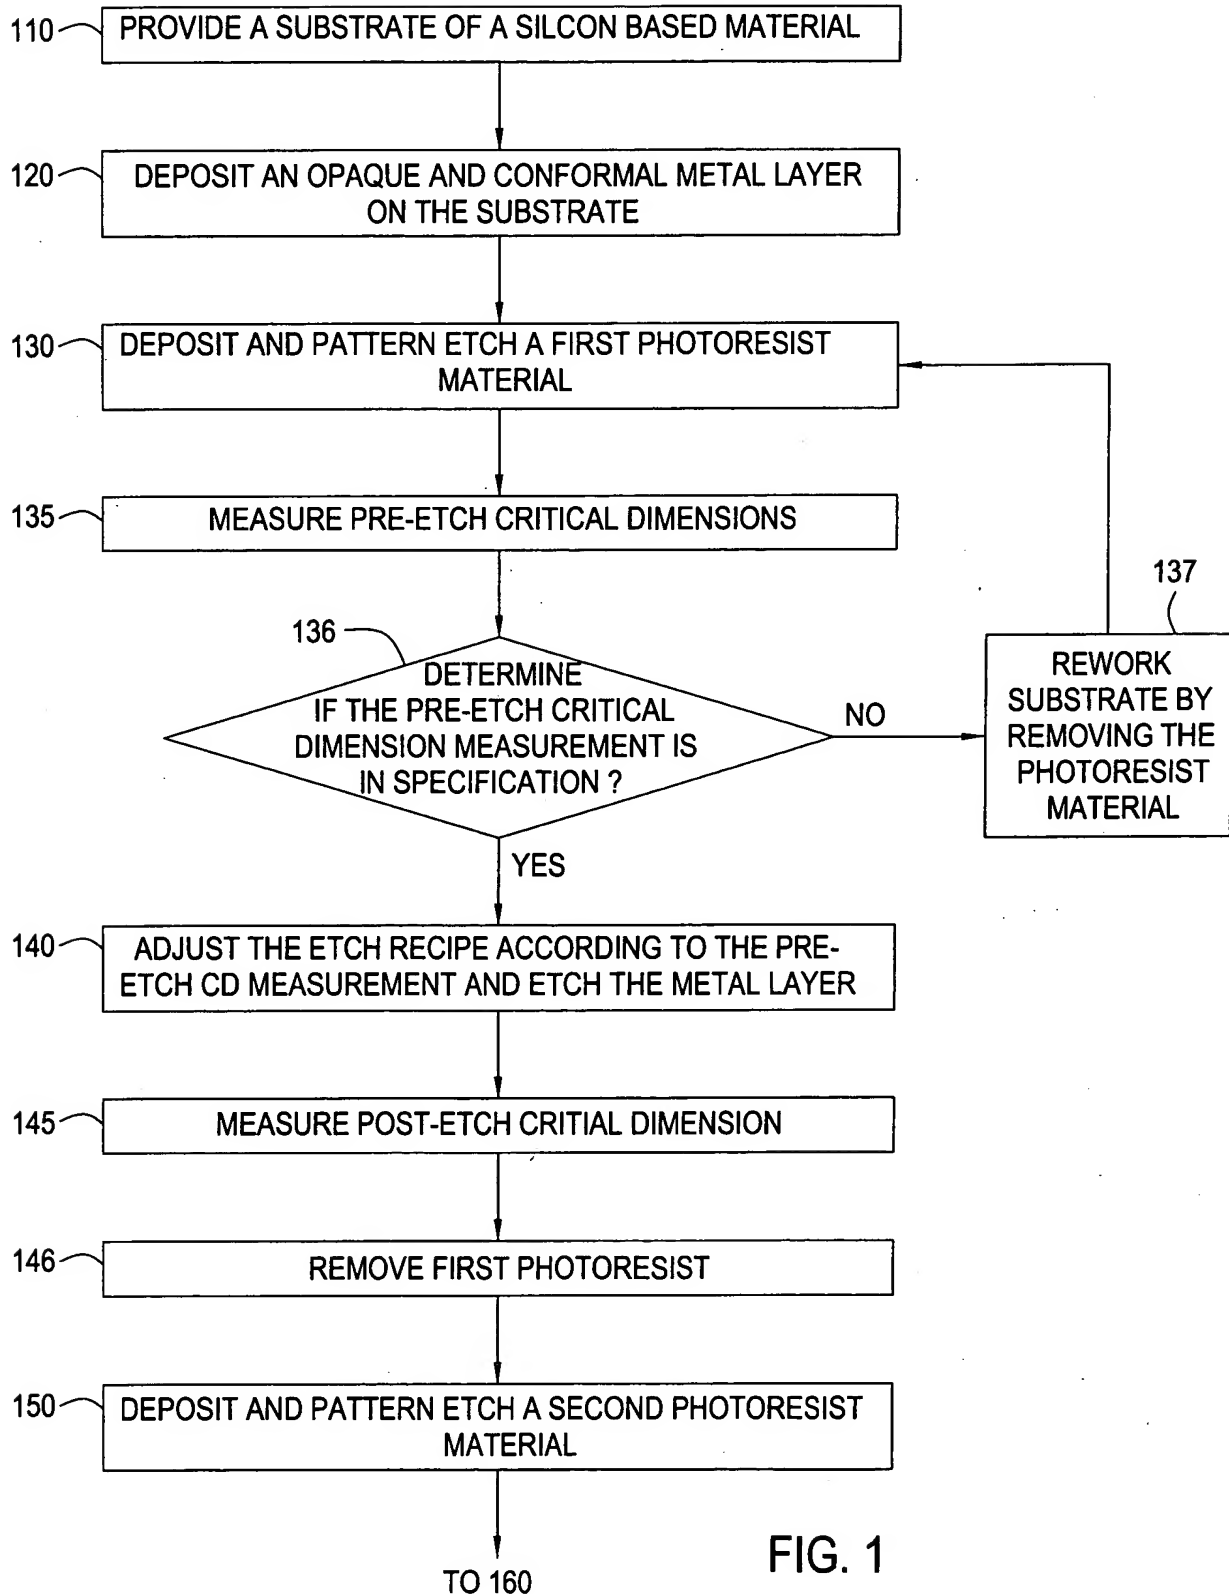 110
PROVIDE A SUBSTRATE OF A SILCON BASED MATERIAL
120
DEPOSIT AN OPAQUE AND CONFORMAL METAL LAYER
ON THE SUBSTRATE
130
DEPOSIT AND PATTERN ETCH A FIRST PHOTORESIST
MATERIAL
135
MEASURE PRE-ETCH CRITICAL DIMENSIONS
136
DETERMINE
IF THE PRE-ETCH CRITICAL
DIMENSION MEASUREMENT IS
IN SPECIFICATION ?
NO
137
REWORK
SUBSTRATE BY
REMOVING THE
PHOTORESIST
MATERIAL
YES
140
ADJUST THE ETCH RECIPE ACCORDING TO THE PRE-
ETCH CD MEASUREMENT AND ETCH THE METAL LAYER
145
MEASURE POST-ETCH CRITIAL DIMENSION
146
REMOVE FIRST PHOTORESIST
150
DEPOSIT AND PATTERN ETCH A SECOND PHOTORESIST
MATERIAL
TO 160
FIG. 1